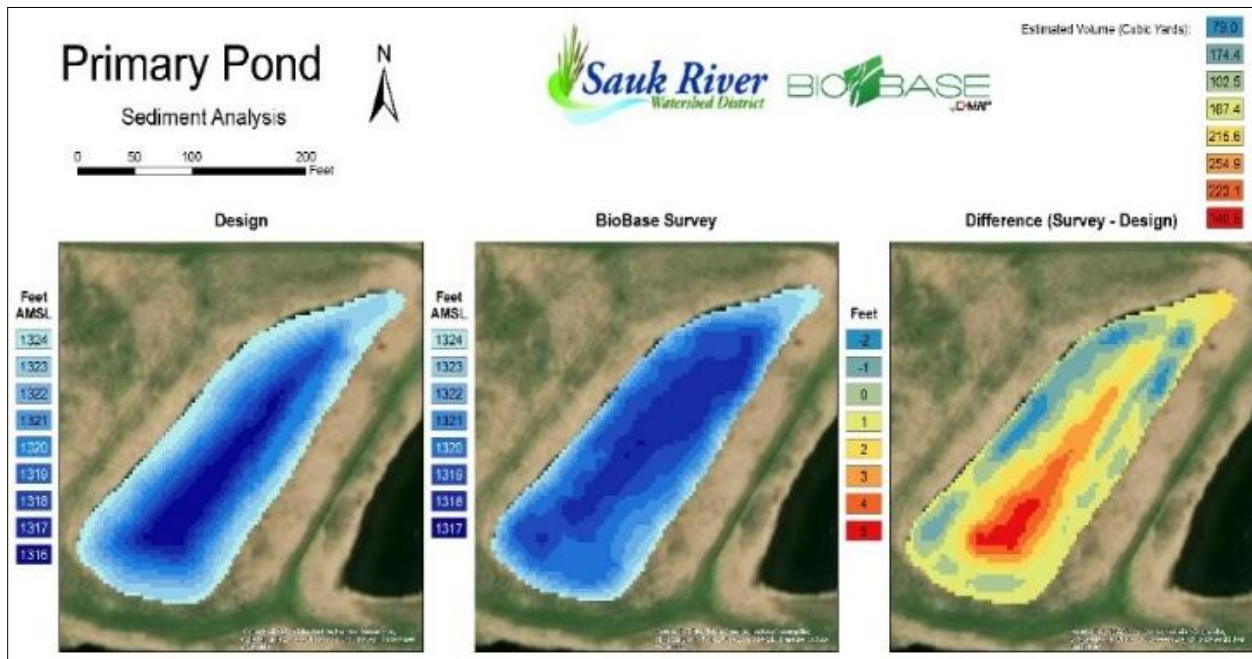 Primary Pond
Sediment Analysis
N
0 50 100 200
Feet
Sauk River
Watershed District
BIOBASE
Estimated Volume (Cubic Yards):
79.0
174.4
102.5
187.4
215.6
254.9
223.1
Design
BioBase Survey
Difference (Survey - Design)
Feet
AMSL
1324
1323
1322
1321
1320
1319
1318
1317
1316
Feet
AMSL
1324
1323
1322
1321
1320
1319
1318
1317
Feet
-2
-1
0
1
2
3
4
5